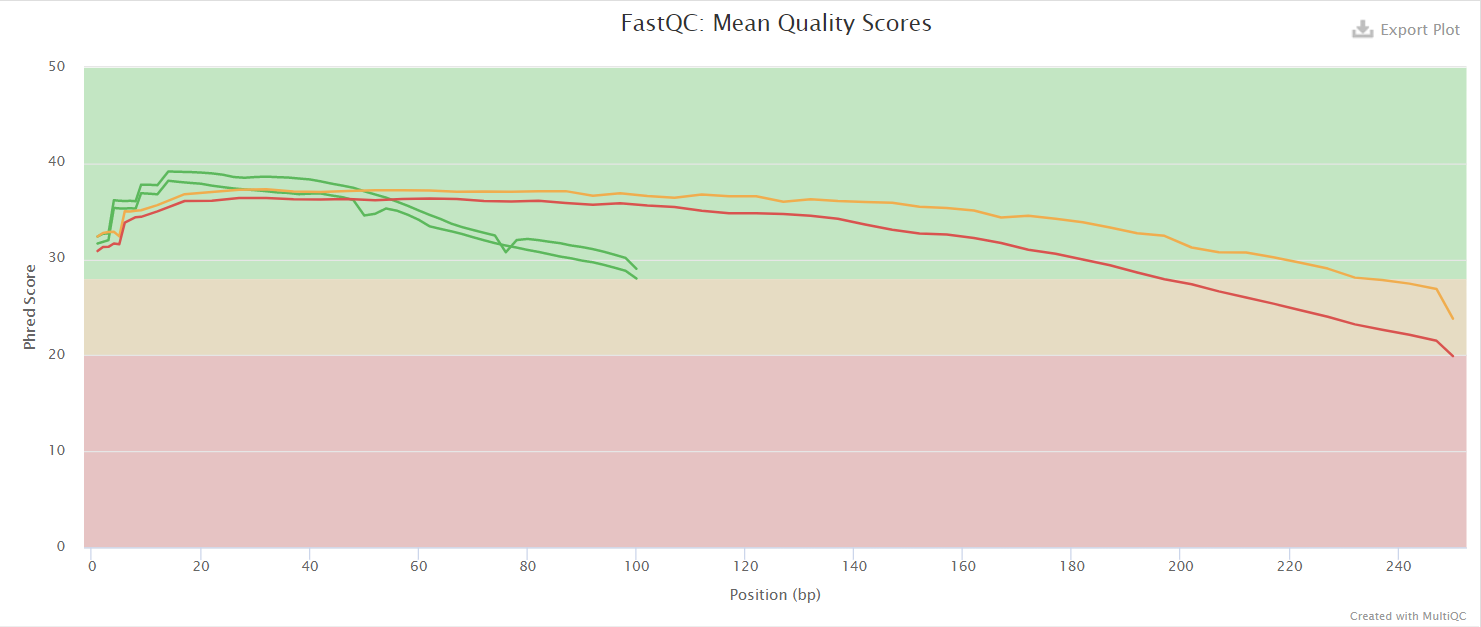 FastQC: Mean Quality Scores
Export Plot
50
40
30
20
10
0
Phred Score
0 20 40 60 80 100 120 140 160 180 200 220 240
Position (bp)
Created with MultiQC